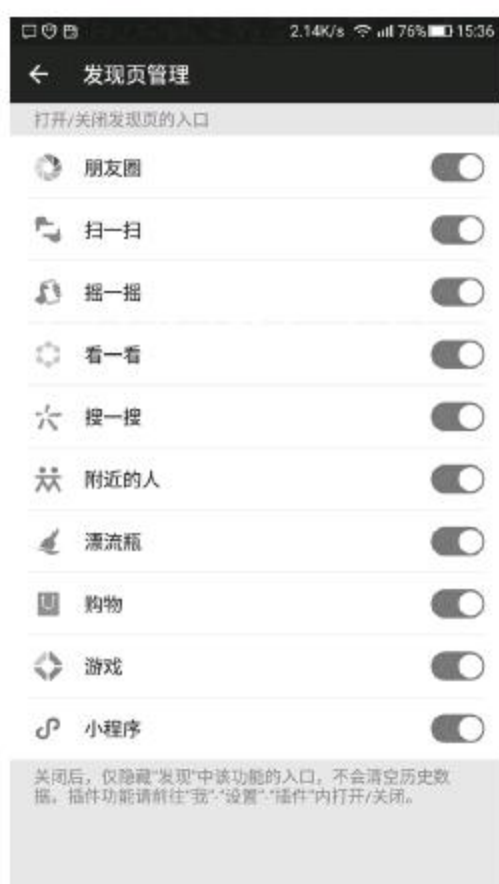 2.14K/s 76% 15:36
发现页管理
打开/关闭发现页的入口
朋友圈
扫一扫
摇一摇
看一看
搜一搜
附近的人
漂流瓶
购物
游戏
小程序
关闭后，仅隐藏"发现"中该功能的入口，不会清空历史数
据。插件功能请前往"我"-"设置"-"插件"内打开/关闭。